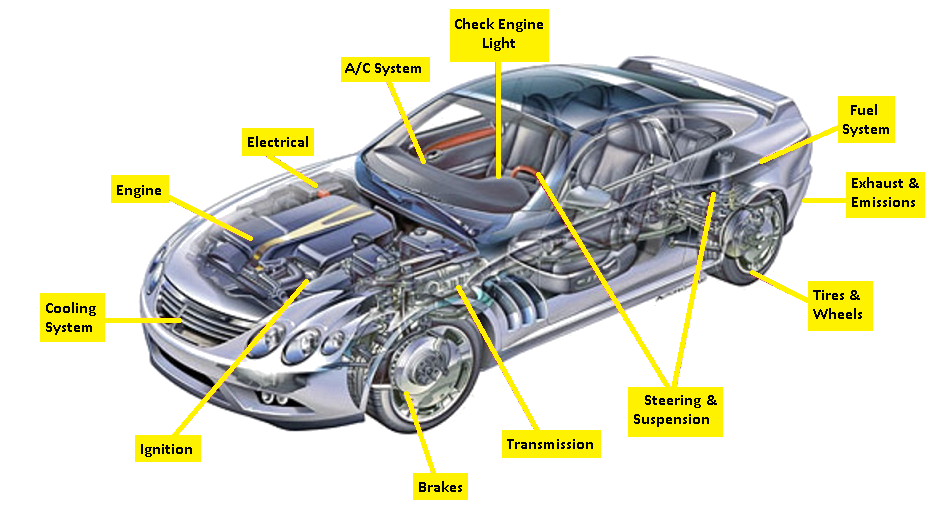 Check Engine
Light
A/C System
Fuel
System
Electrical
Engine
Exhaust &
Emissions
Cooling
System
Tires &
Wheels
Steering &
Suspension
Ignition
Transmission
Brakes